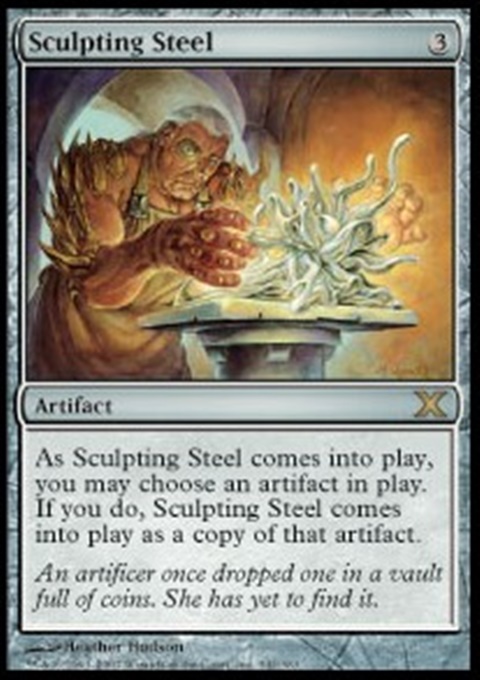 Sculpting Steel 3
Artifact X
As Sculpting Steel comes into play,
you may choose an artifact in play.
If you do, Sculpting Steel comes
into play as a copy of that artifact.
An artificer once dropped one in a vault
full of coins. She has yet to find it.
Heather Hudson